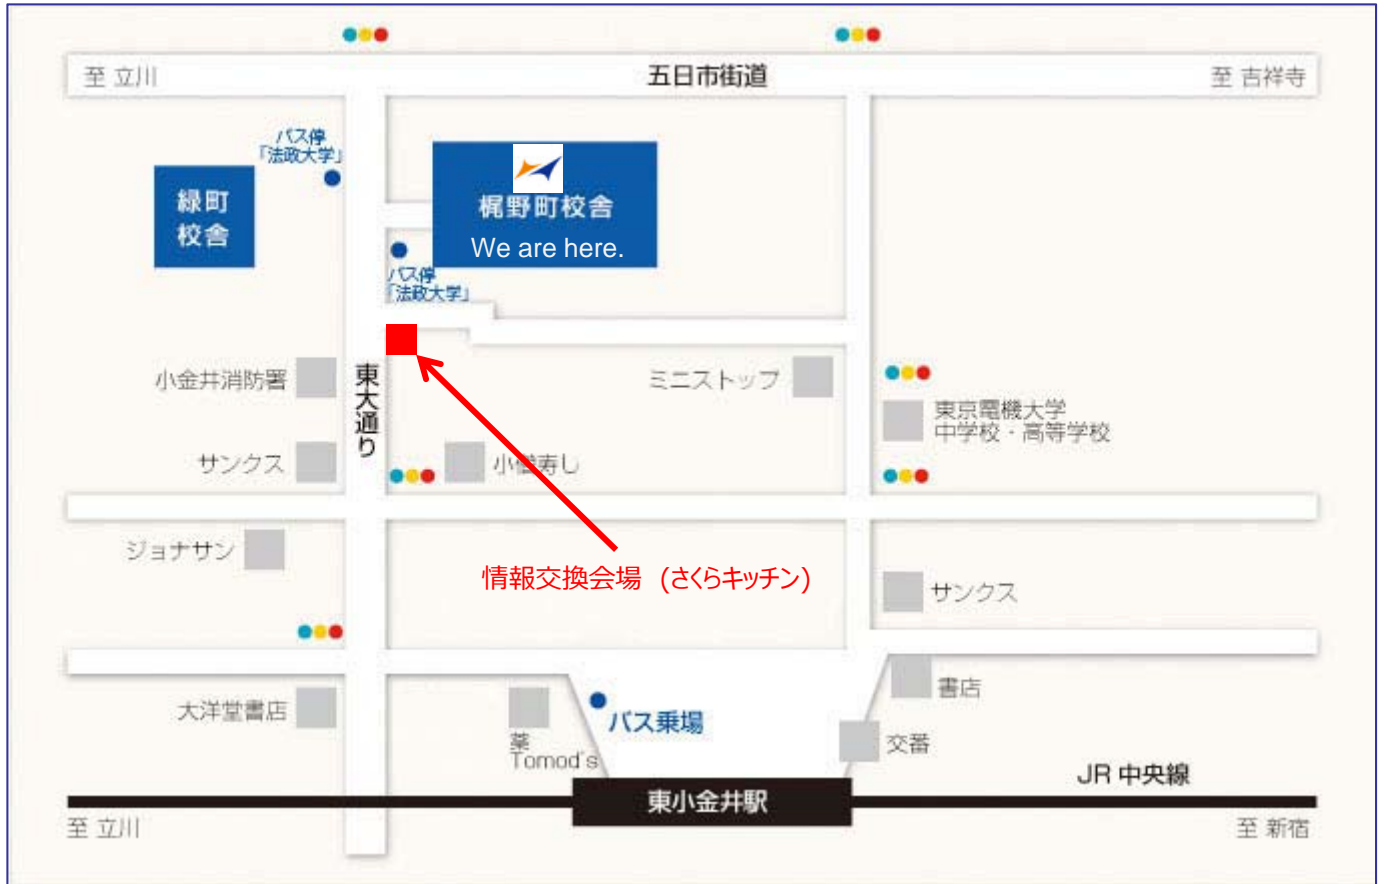 至 立川
五日市街道
至 吉祥寺
バス停
「法政大学」
緑町
校舎
梶野町校舎
We are here.
バス停
「法政大学」
小金井消防署
東大通り
ミニストップ
東京電機大学
中学校・高等学校
サンクス
小僧寿し
ジョナサン
情報交換会場 (さくらキッチン)
サンクス
大洋堂書店
薬
Tomod's
バス乗場
書店
交番
JR 中央線
東小金井駅
至 立川
至 新宿